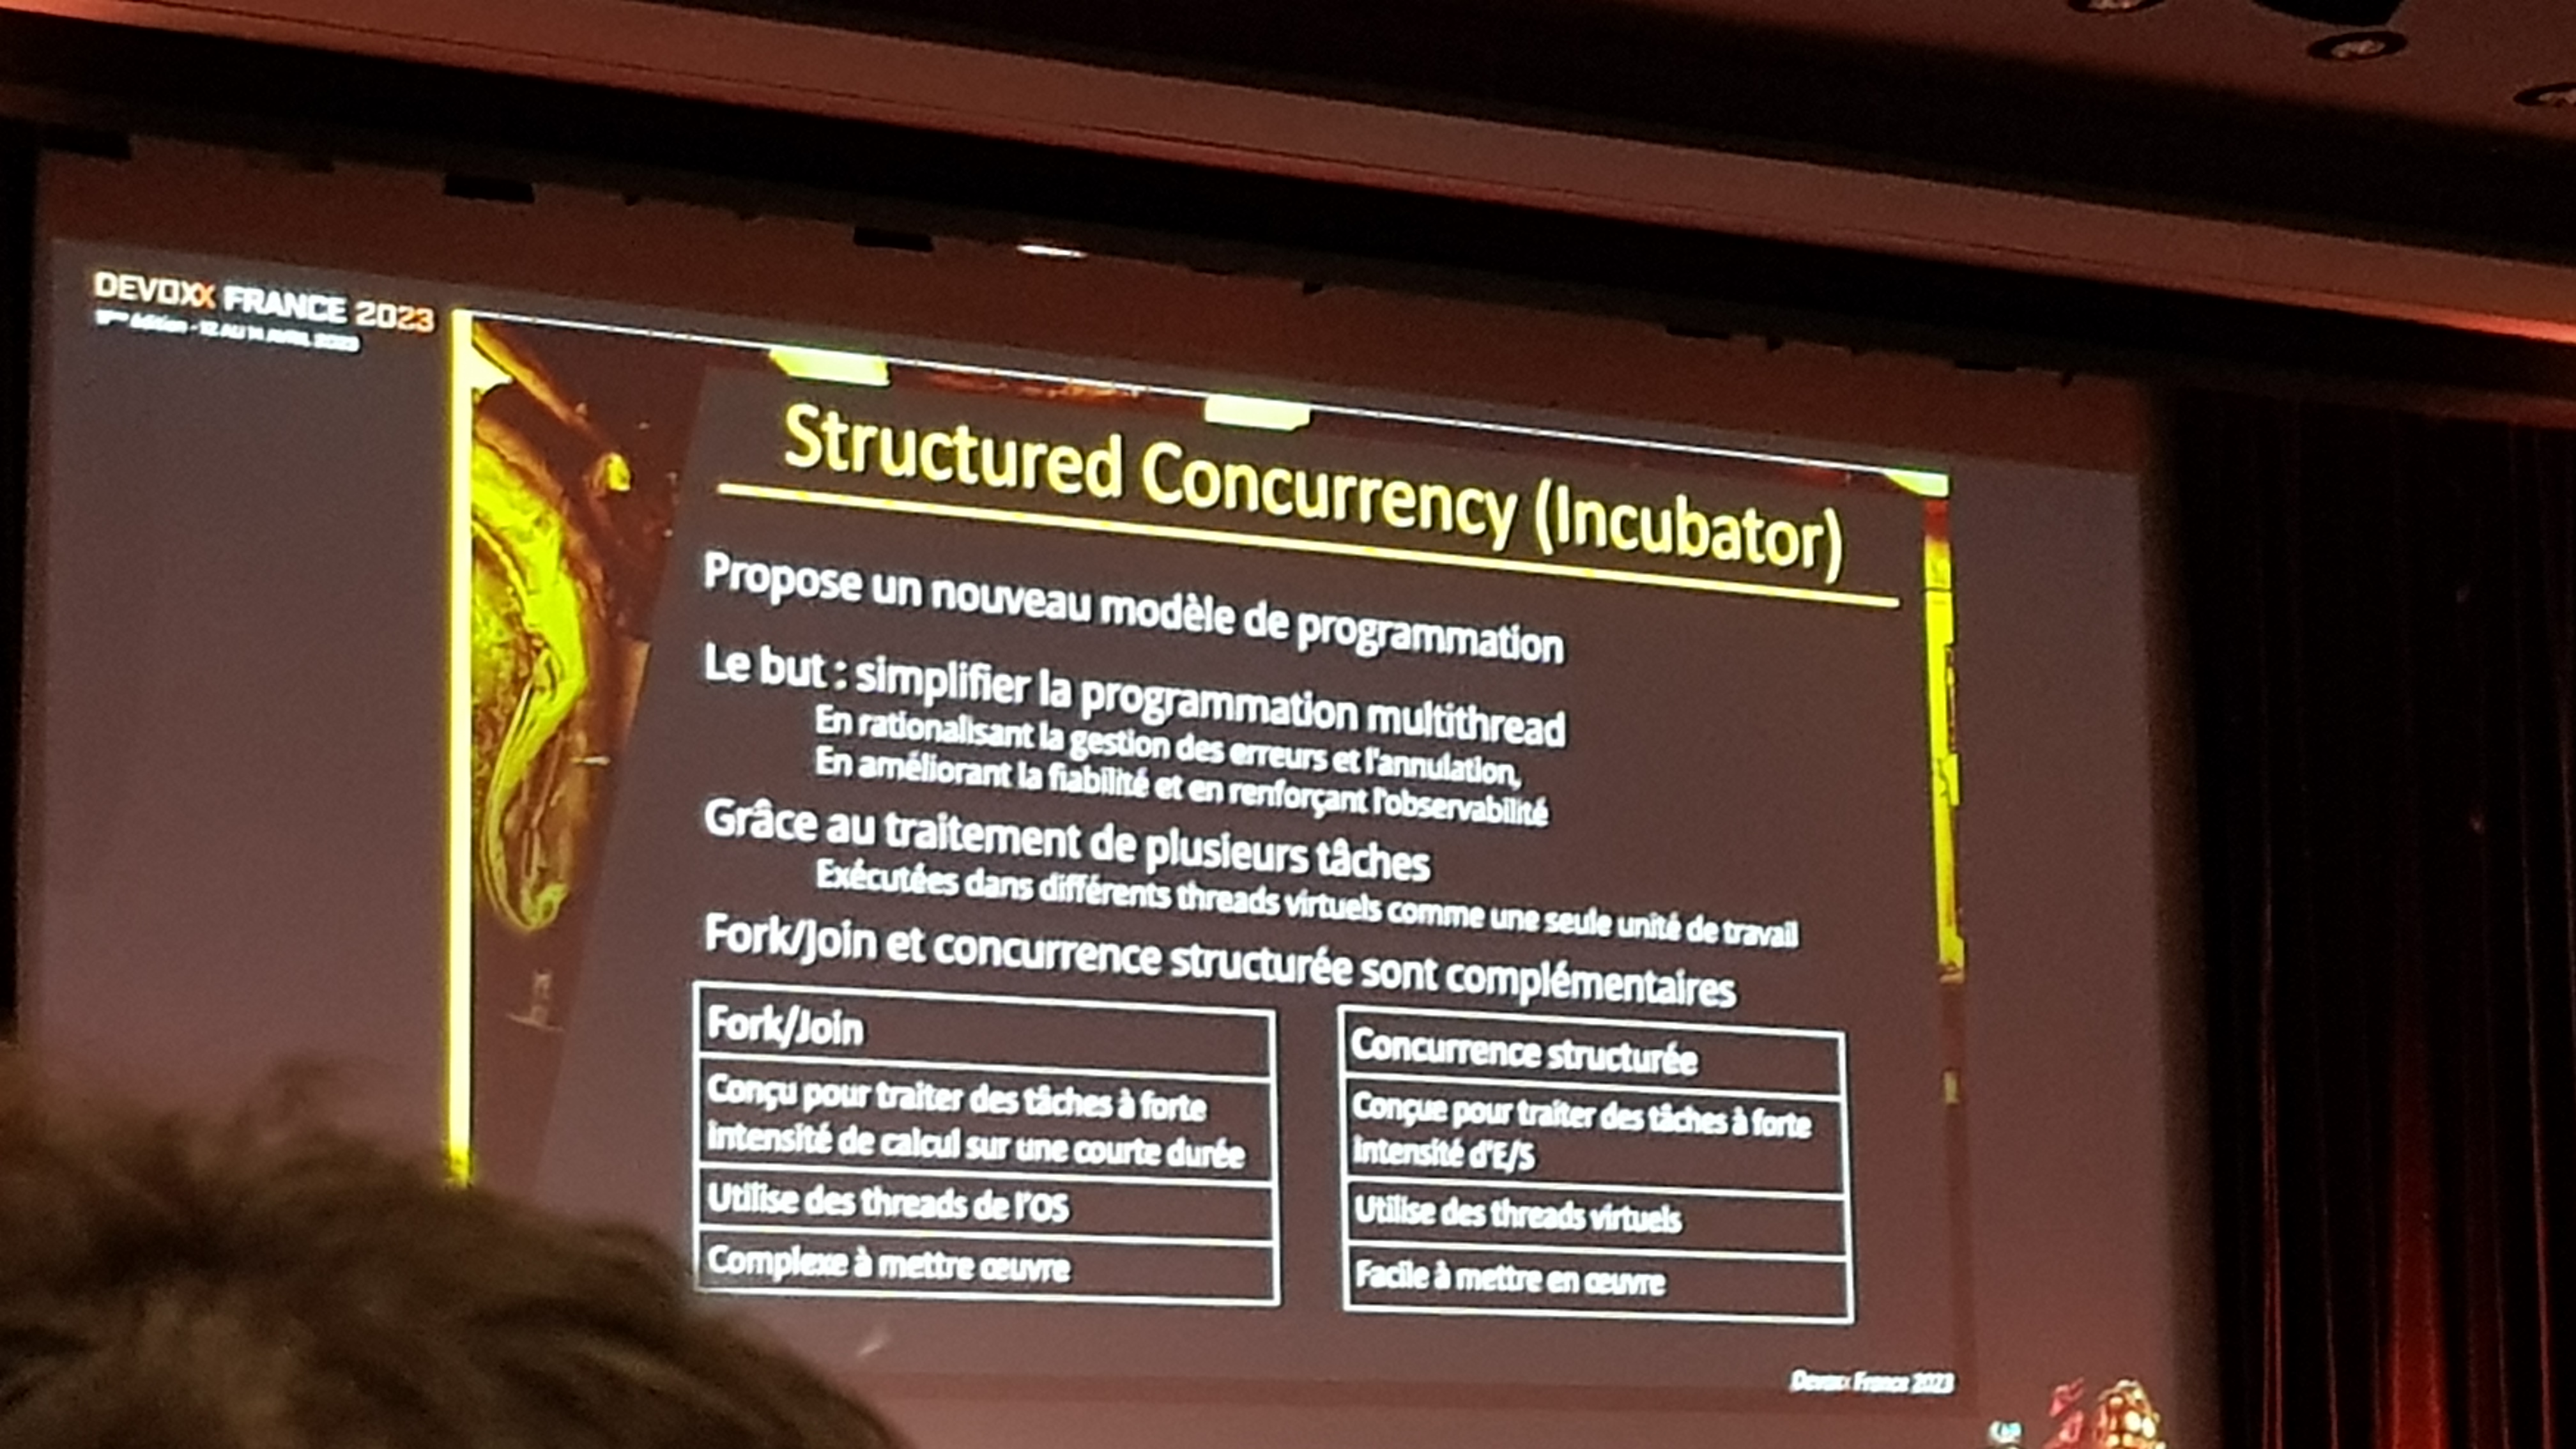 DEVOXX FRANCE 2023
11ème édition - 12 AU 14 AVRIL 2023
Structured Concurrency (Incubator)
Propose un nouveau modèle de programmation
Le but : simplifier la programmation multithread
En rationalisant la gestion des erreurs et l'annulation,
En améliorant la fiabilité et en renforçant l'observabilité
Grâce au traitement de plusieurs tâches
Exécutées dans différents threads virtuels comme une seule unité de travail
Fork/Join et concurrence structurée sont complémentaires
Fork/Join
Conçu pour traiter des tâches à forte
intensité de calcul sur une courte durée
Utilise des threads de l'OS
Complexe à mettre œuvre
Concurrence structurée
Conçue pour traiter des tâches à forte
intensité d'E/S
Utilise des threads virtuels
Facile à mettre en œuvre
Devoxx France 2023